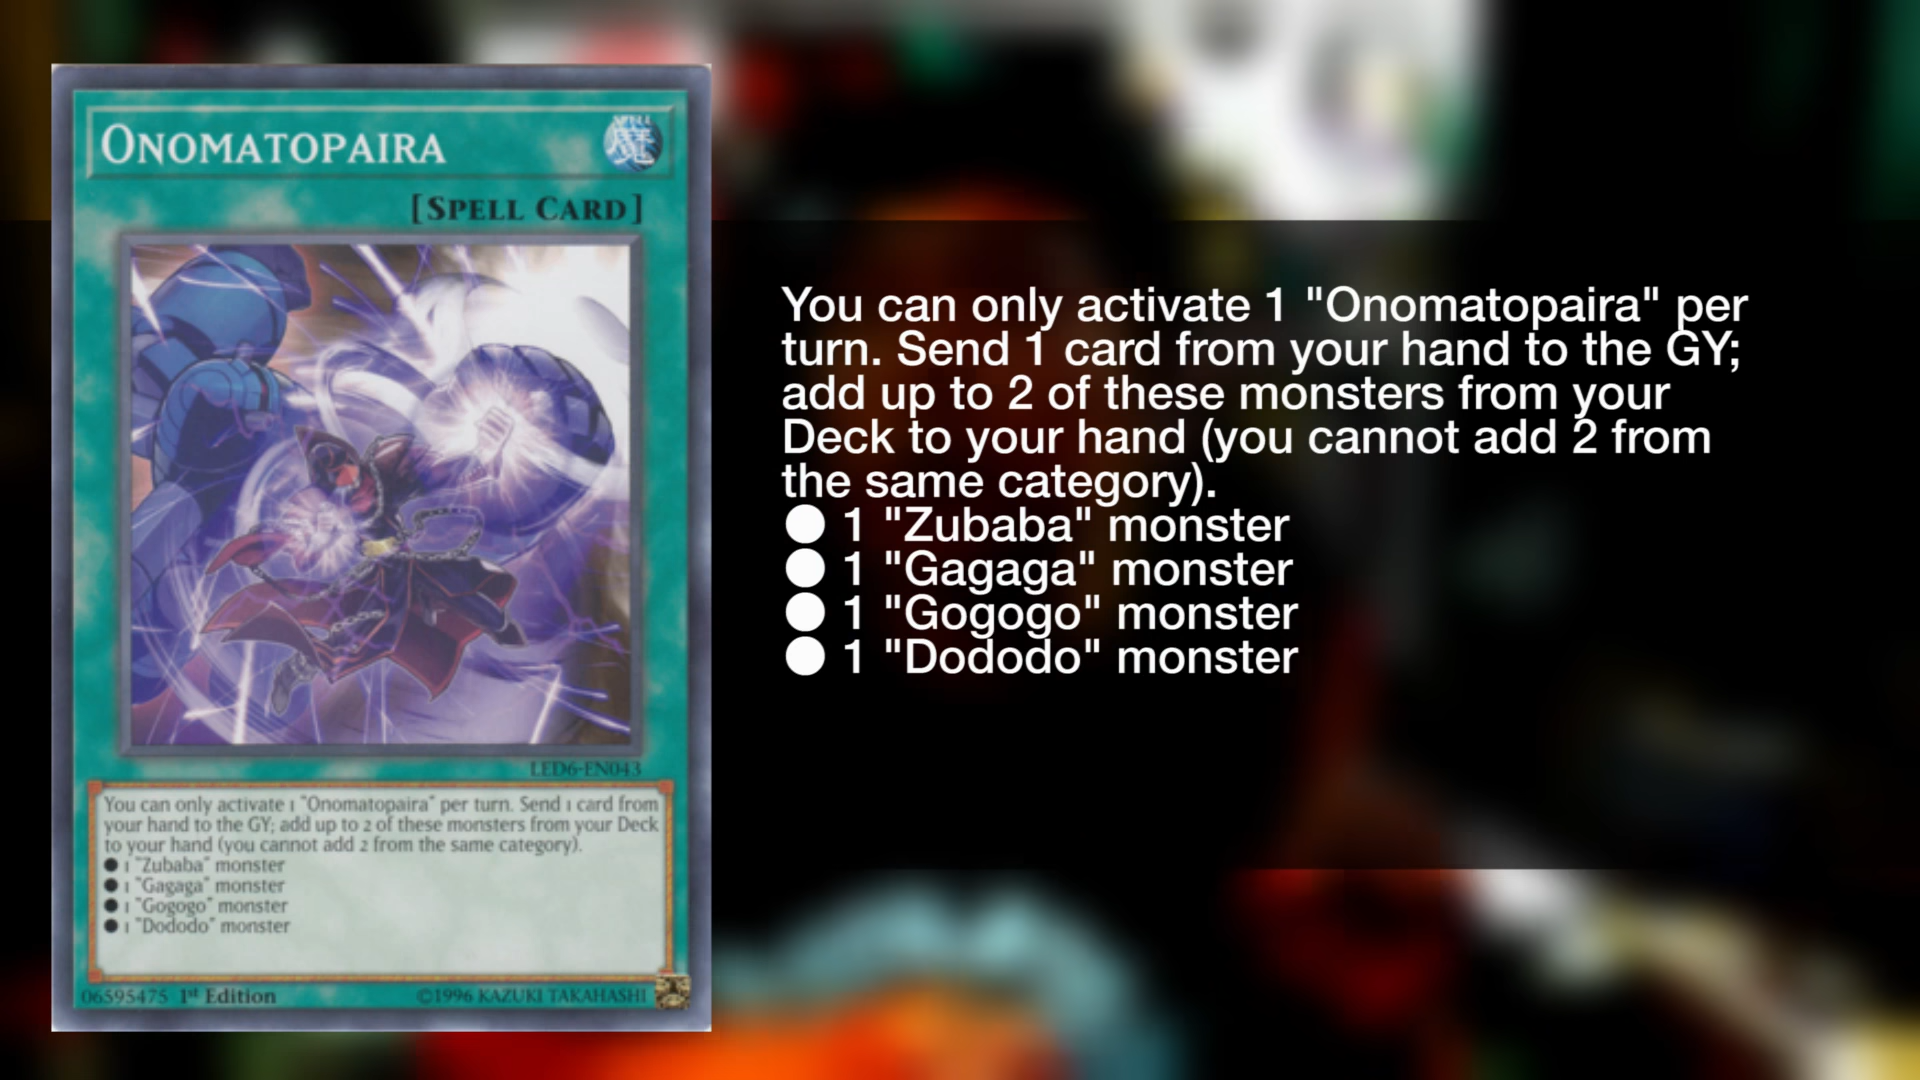 ONOMATOPAIRA
SPELL
魔
[SPELL CARD]
LED6-EN043
You can only activate 1 "Onomatopaira" per turn. Send 1 card from
your hand to the GY; add up to 2 of these monsters from your Deck
to your hand (you cannot add 2 from the same category).
● 1 "Zubaba" monster
● 1 "Gagaga" monster
● 1 "Gogogo" monster
● 1 "Dododo" monster
06595475 1st Edition
©1996 KAZUKI TAKAHASHI
You can only activate 1 "Onomatopaira" per
turn. Send 1 card from your hand to the GY;
add up to 2 of these monsters from your
Deck to your hand (you cannot add 2 from
the same category).
● 1 "Zubaba" monster
● 1 "Gagaga" monster
● 1 "Gogogo" monster
● 1 "Dododo" monster